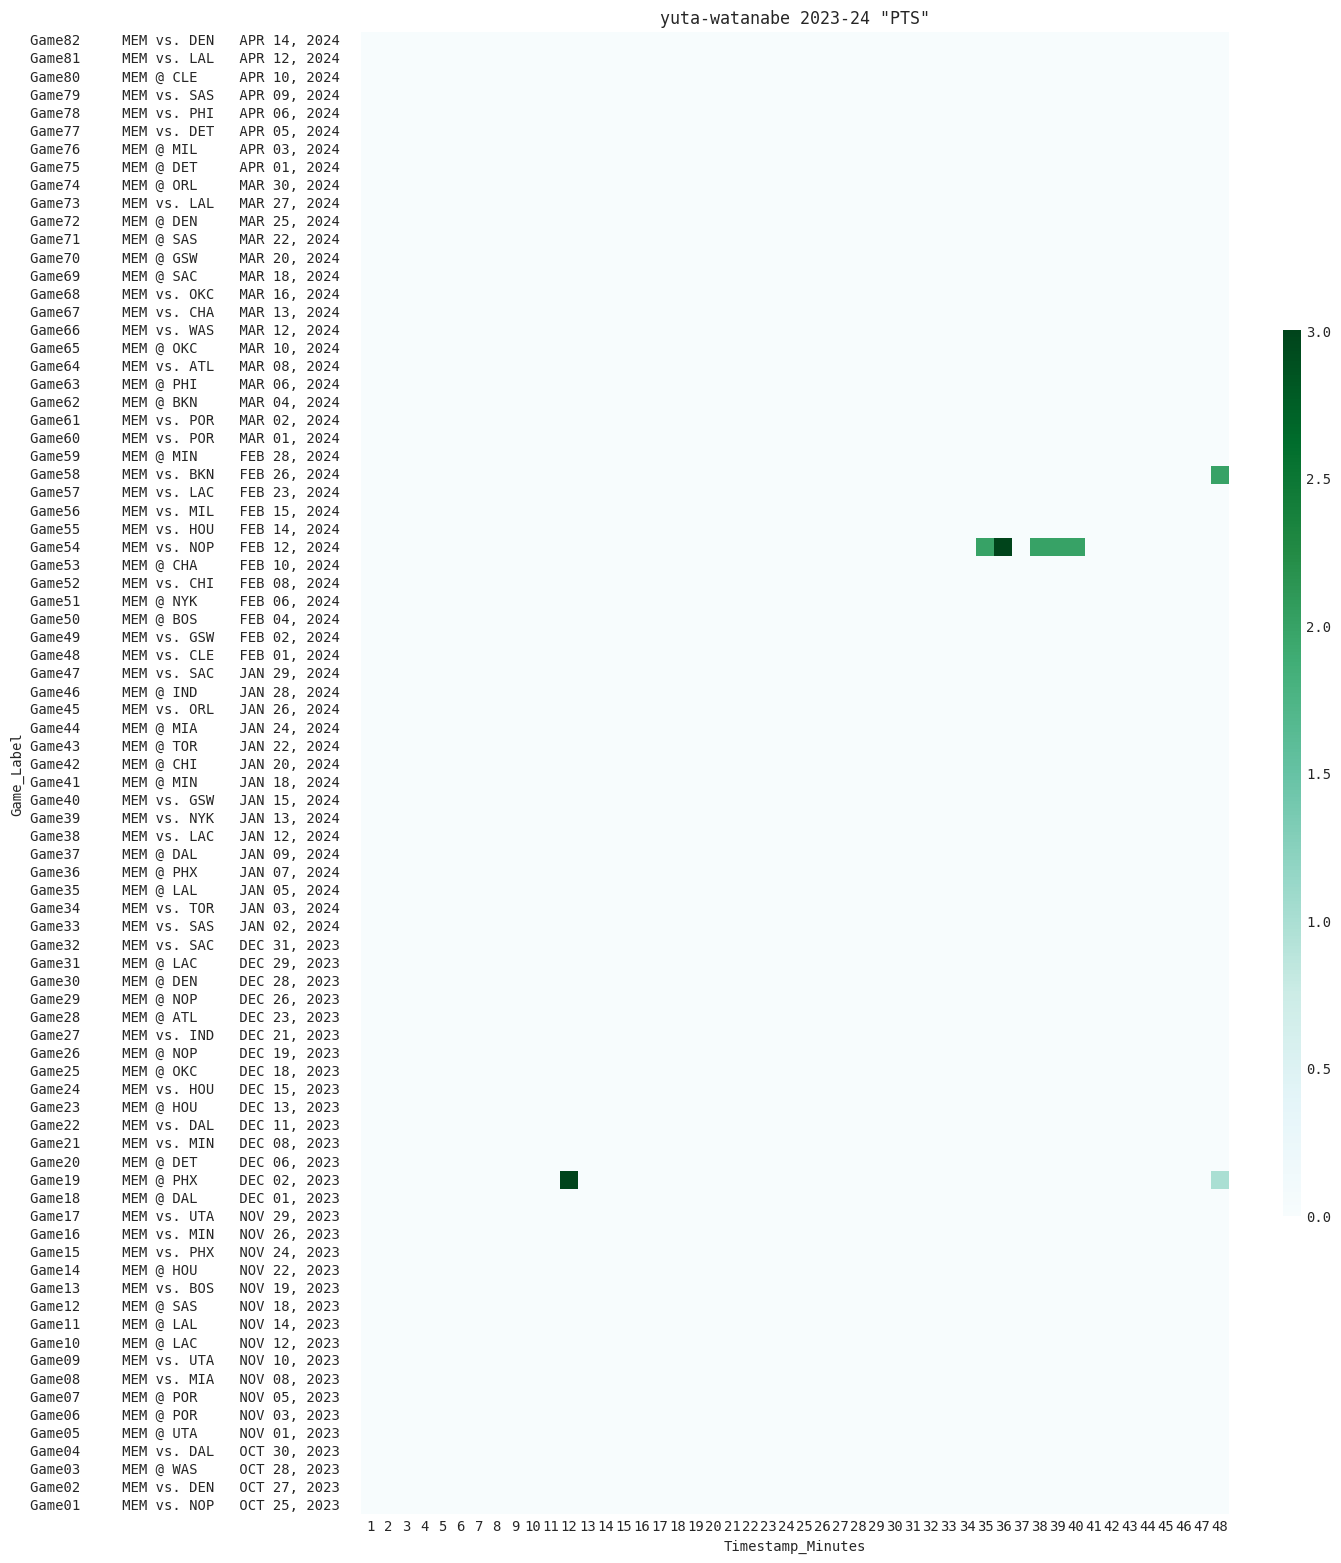 yuta-watanabe 2023-24 "PTS"
Game82 MEM vs. DEN APR 14, 2024
Game81 MEM vs. LAL APR 12, 2024
Game80 MEM @ CLE APR 10, 2024
Game79 MEM vs. SAS APR 09, 2024
Game78 MEM vs. PHI APR 06, 2024
Game77 MEM vs. DET APR 05, 2024
Game76 MEM @ MIL APR 03, 2024
Game75 MEM @ DET APR 01, 2024
Game74 MEM @ ORL MAR 30, 2024
Game73 MEM vs. LAL MAR 27, 2024
Game72 MEM @ DEN MAR 25, 2024
Game71 MEM @ SAS MAR 22, 2024
Game70 MEM @ GSW MAR 20, 2024
Game69 MEM @ SAC MAR 18, 2024
Game68 MEM vs. OKC MAR 16, 2024
Game67 MEM vs. CHA MAR 13, 2024
Game66 MEM vs. WAS MAR 12, 2024
Game65 MEM @ OKC MAR 10, 2024
Game64 MEM vs. ATL MAR 08, 2024
Game63 MEM @ PHI MAR 06, 2024
Game62 MEM @ BKN MAR 04, 2024
Game61 MEM vs. POR MAR 02, 2024
Game60 MEM vs. POR MAR 01, 2024
Game59 MEM @ MIN FEB 28, 2024
Game58 MEM vs. BKN FEB 26, 2024
Game57 MEM vs. LAC FEB 23, 2024
Game56 MEM vs. MIL FEB 15, 2024
Game55 MEM vs. HOU FEB 14, 2024
Game54 MEM vs. NOP FEB 12, 2024
Game53 MEM @ CHA FEB 10, 2024
Game52 MEM vs. CHI FEB 08, 2024
Game51 MEM @ NYK FEB 06, 2024
Game50 MEM @ BOS FEB 04, 2024
Game49 MEM vs. GSW FEB 02, 2024
Game48 MEM vs. CLE FEB 01, 2024
Game47 MEM vs. SAC JAN 29, 2024
Game46 MEM @ IND JAN 28, 2024
Game45 MEM vs. ORL JAN 26, 2024
Game44 MEM @ MIA JAN 24, 2024
Game43 MEM @ TOR JAN 22, 2024
Game42 MEM @ CHI JAN 20, 2024
Game41 MEM @ MIN JAN 18, 2024
Game40 MEM vs. GSW JAN 15, 2024
Game39 MEM vs. NYK JAN 13, 2024
Game38 MEM vs. LAC JAN 12, 2024
Game37 MEM @ DAL JAN 09, 2024
Game36 MEM @ PHX JAN 07, 2024
Game35 MEM @ LAL JAN 05, 2024
Game34 MEM vs. TOR JAN 03, 2024
Game33 MEM vs. SAS JAN 02, 2024
Game32 MEM vs. SAC DEC 31, 2023
Game31 MEM @ LAC DEC 29, 2023
Game30 MEM @ DEN DEC 28, 2023
Game29 MEM @ NOP DEC 26, 2023
Game28 MEM @ ATL DEC 23, 2023
Game27 MEM vs. IND DEC 21, 2023
Game26 MEM @ NOP DEC 19, 2023
Game25 MEM @ OKC DEC 18, 2023
Game24 MEM vs. HOU DEC 15, 2023
Game23 MEM @ HOU DEC 13, 2023
Game22 MEM vs. DAL DEC 11, 2023
Game21 MEM vs. MIN DEC 08, 2023
Game20 MEM @ DET DEC 06, 2023
Game19 MEM @ PHX DEC 02, 2023
Game18 MEM @ DAL DEC 01, 2023
Game17 MEM vs. UTA NOV 29, 2023
Game16 MEM vs. MIN NOV 26, 2023
Game15 MEM vs. PHX NOV 24, 2023
Game14 MEM @ HOU NOV 22, 2023
Game13 MEM vs. BOS NOV 19, 2023
Game12 MEM @ SAS NOV 18, 2023
Game11 MEM @ LAL NOV 14, 2023
Game10 MEM @ LAC NOV 12, 2023
Game09 MEM vs. UTA NOV 10, 2023
Game08 MEM vs. MIA NOV 08, 2023
Game07 MEM @ POR NOV 05, 2023
Game06 MEM @ POR NOV 03, 2023
Game05 MEM @ UTA NOV 01, 2023
Game04 MEM vs. DAL OCT 30, 2023
Game03 MEM @ WAS OCT 28, 2023
Game02 MEM vs. DEN OCT 27, 2023
Game01 MEM vs. NOP OCT 25, 2023
Game_Label
1 2 3 4 5 6 7 8 9 10 11 12 13 14 15 16 17 18 19 20 21 22 23 24 25 26 27 28 29 30 31 32 33 34 35 36 37 38 39 40 41 42 43 44 45 46 47 48
Timestamp_Minutes
3.0
2.5
2.0
1.5
1.0
0.5
0.0